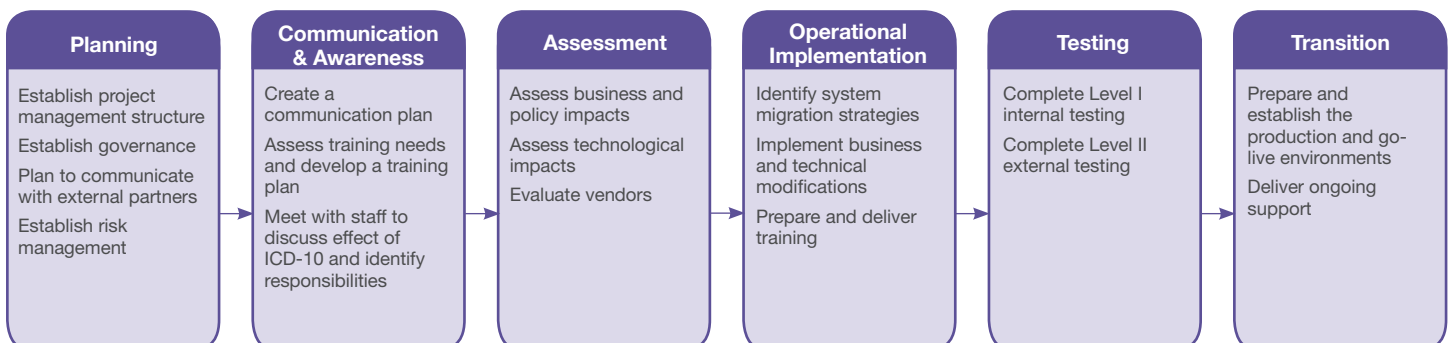 Planning
Establish project
management structure
Establish governance
Plan to communicate
with external partners
Establish risk
management
Communication
& Awareness
Create a
communication plan
Assess training needs
and develop a training
plan
Meet with staff to
discuss effect of
ICD-10 and identify
responsibilities
Assessment
Assess business and
policy impacts
Assess technological
impacts
Evaluate vendors
Operational
Implementation
Identify system
migration strategies
Implement business
and technical
modifications
Prepare and deliver
training
Testing
Complete Level I
internal testing
Complete Level II
external testing
Transition
Prepare and
establish the
production and go-
live environments
Deliver ongoing
support